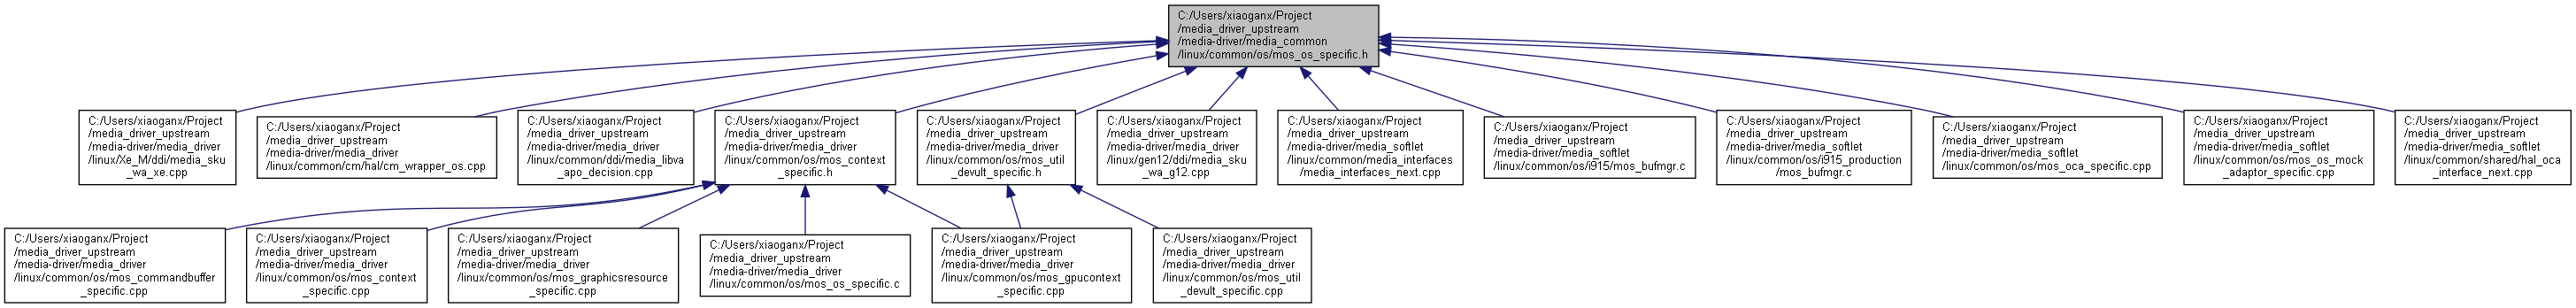 C:/Users/xiaoganx/Project
/media_driver_upstream
/media-driver/media_common
/linux/common/os/mos_os_specific.h
C:/Users/xiaoganx/Project
/media_driver_upstream
/media-driver/media_driver
/linux/Xe_M/ddi/media_sku
_wa_xe.cpp
C:/Users/xiaoganx/Project
/media_driver_upstream
/media-driver/media_driver
/linux/common/cm/hal/cm_wrapper_os.cpp
C:/Users/xiaoganx/Project
/media_driver_upstream
/media-driver/media_driver
/linux/common/ddi/media_libva
_apo_decision.cpp
C:/Users/xiaoganx/Project
/media_driver_upstream
/media-driver/media_driver
/linux/common/os/mos_context
_specific.h
C:/Users/xiaoganx/Project
/media_driver_upstream
/media-driver/media_driver
/linux/common/os/mos_util
_devult_specific.h
C:/Users/xiaoganx/Project
/media_driver_upstream
/media-driver/media_driver
/linux/gen12/ddi/media_sku
_wa_g12.cpp
C:/Users/xiaoganx/Project
/media_driver_upstream
/media-driver/media_softlet
/linux/common/media_interfaces
/media_interfaces_next.cpp
C:/Users/xiaoganx/Project
/media_driver_upstream
/media-driver/media_softlet
/linux/common/os/i915/mos_bufmgr.c
C:/Users/xiaoganx/Project
/media_driver_upstream
/media-driver/media_softlet
/linux/common/os/i915_production
/mos_bufmgr.c
C:/Users/xiaoganx/Project
/media_driver_upstream
/media-driver/media_softlet
/linux/common/os/mos_oca_specific.cpp
C:/Users/xiaoganx/Project
/media_driver_upstream
/media-driver/media_softlet
/linux/common/os/mos_os_mock
_adaptor_specific.cpp
C:/Users/xiaoganx/Project
/media_driver_upstream
/media-driver/media_softlet
/linux/common/shared/hal_oca
_interface_next.cpp
C:/Users/xiaoganx/Project
/media_driver_upstream
/media-driver/media_driver
/linux/common/os/mos_commandbuffer
_specific.cpp
C:/Users/xiaoganx/Project
/media_driver_upstream
/media-driver/media_driver
/linux/common/os/mos_context
_specific.cpp
C:/Users/xiaoganx/Project
/media_driver_upstream
/media-driver/media_driver
/linux/common/os/mos_graphicsresource
_specific.cpp
C:/Users/xiaoganx/Project
/media_driver_upstream
/media-driver/media_driver
/linux/common/os/mos_os_specific.c
C:/Users/xiaoganx/Project
/media_driver_upstream
/media-driver/media_driver
/linux/common/os/mos_gpucontext
_specific.cpp
C:/Users/xiaoganx/Project
/media_driver_upstream
/media-driver/media_driver
/linux/common/os/mos_util
_devult_specific.cpp